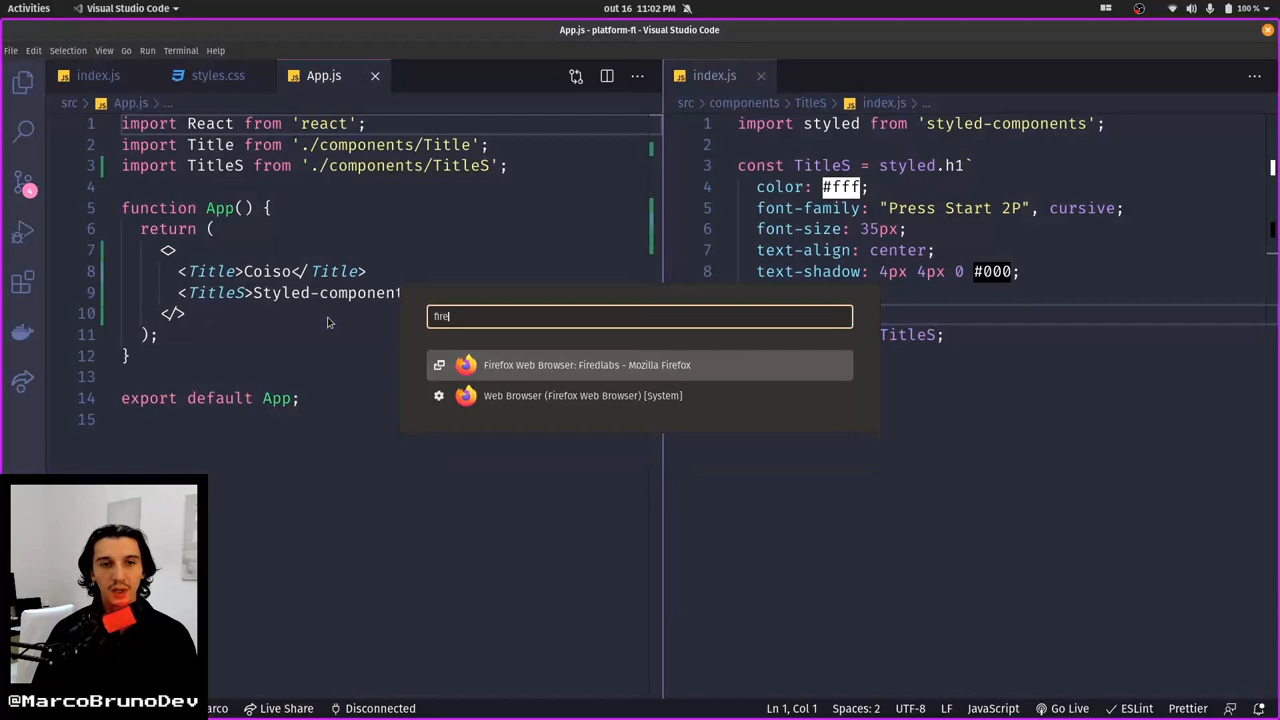 Activities
Visual Studio Code
out 16 11:02 PM
100 %
App.js - platform-fl - Visual Studio Code
File Edit Selection View Go Run Terminal Help
index.js
styles.css
App.js
src > App.js > ...
1 import React from 'react';
2 import Title from './components/Title';
3 import TitleS from './components/TitleS';
4
5 function App() {
6 return (
7 <>
8 <Title>Coiso</Title>
9 <TitleS>Styled-component
10 </>
11 );
12 }
13
14 export default App;
15
index.js
src > components > TitleS > index.js > ...
1 import styled from 'styled-components';
2
3 const TitleS = styled.h1`
4 color: #fff;
5 font-family: "Press Start 2P", cursive;
6 font-size: 35px;
7 text-align: center;
8 text-shadow: 4px 4px 0 #000;
TitleS;
fire
Firefox Web Browser: Firedlabs - Mozilla Firefox
Web Browser (Firefox Web Browser) [System]
4
@MarcoBrunoDev
arco
Live Share
Disconnected
Ln 1, Col 1
Spaces: 2
UTF-8
LF
JavaScript
Go Live
ESLint
Prettier